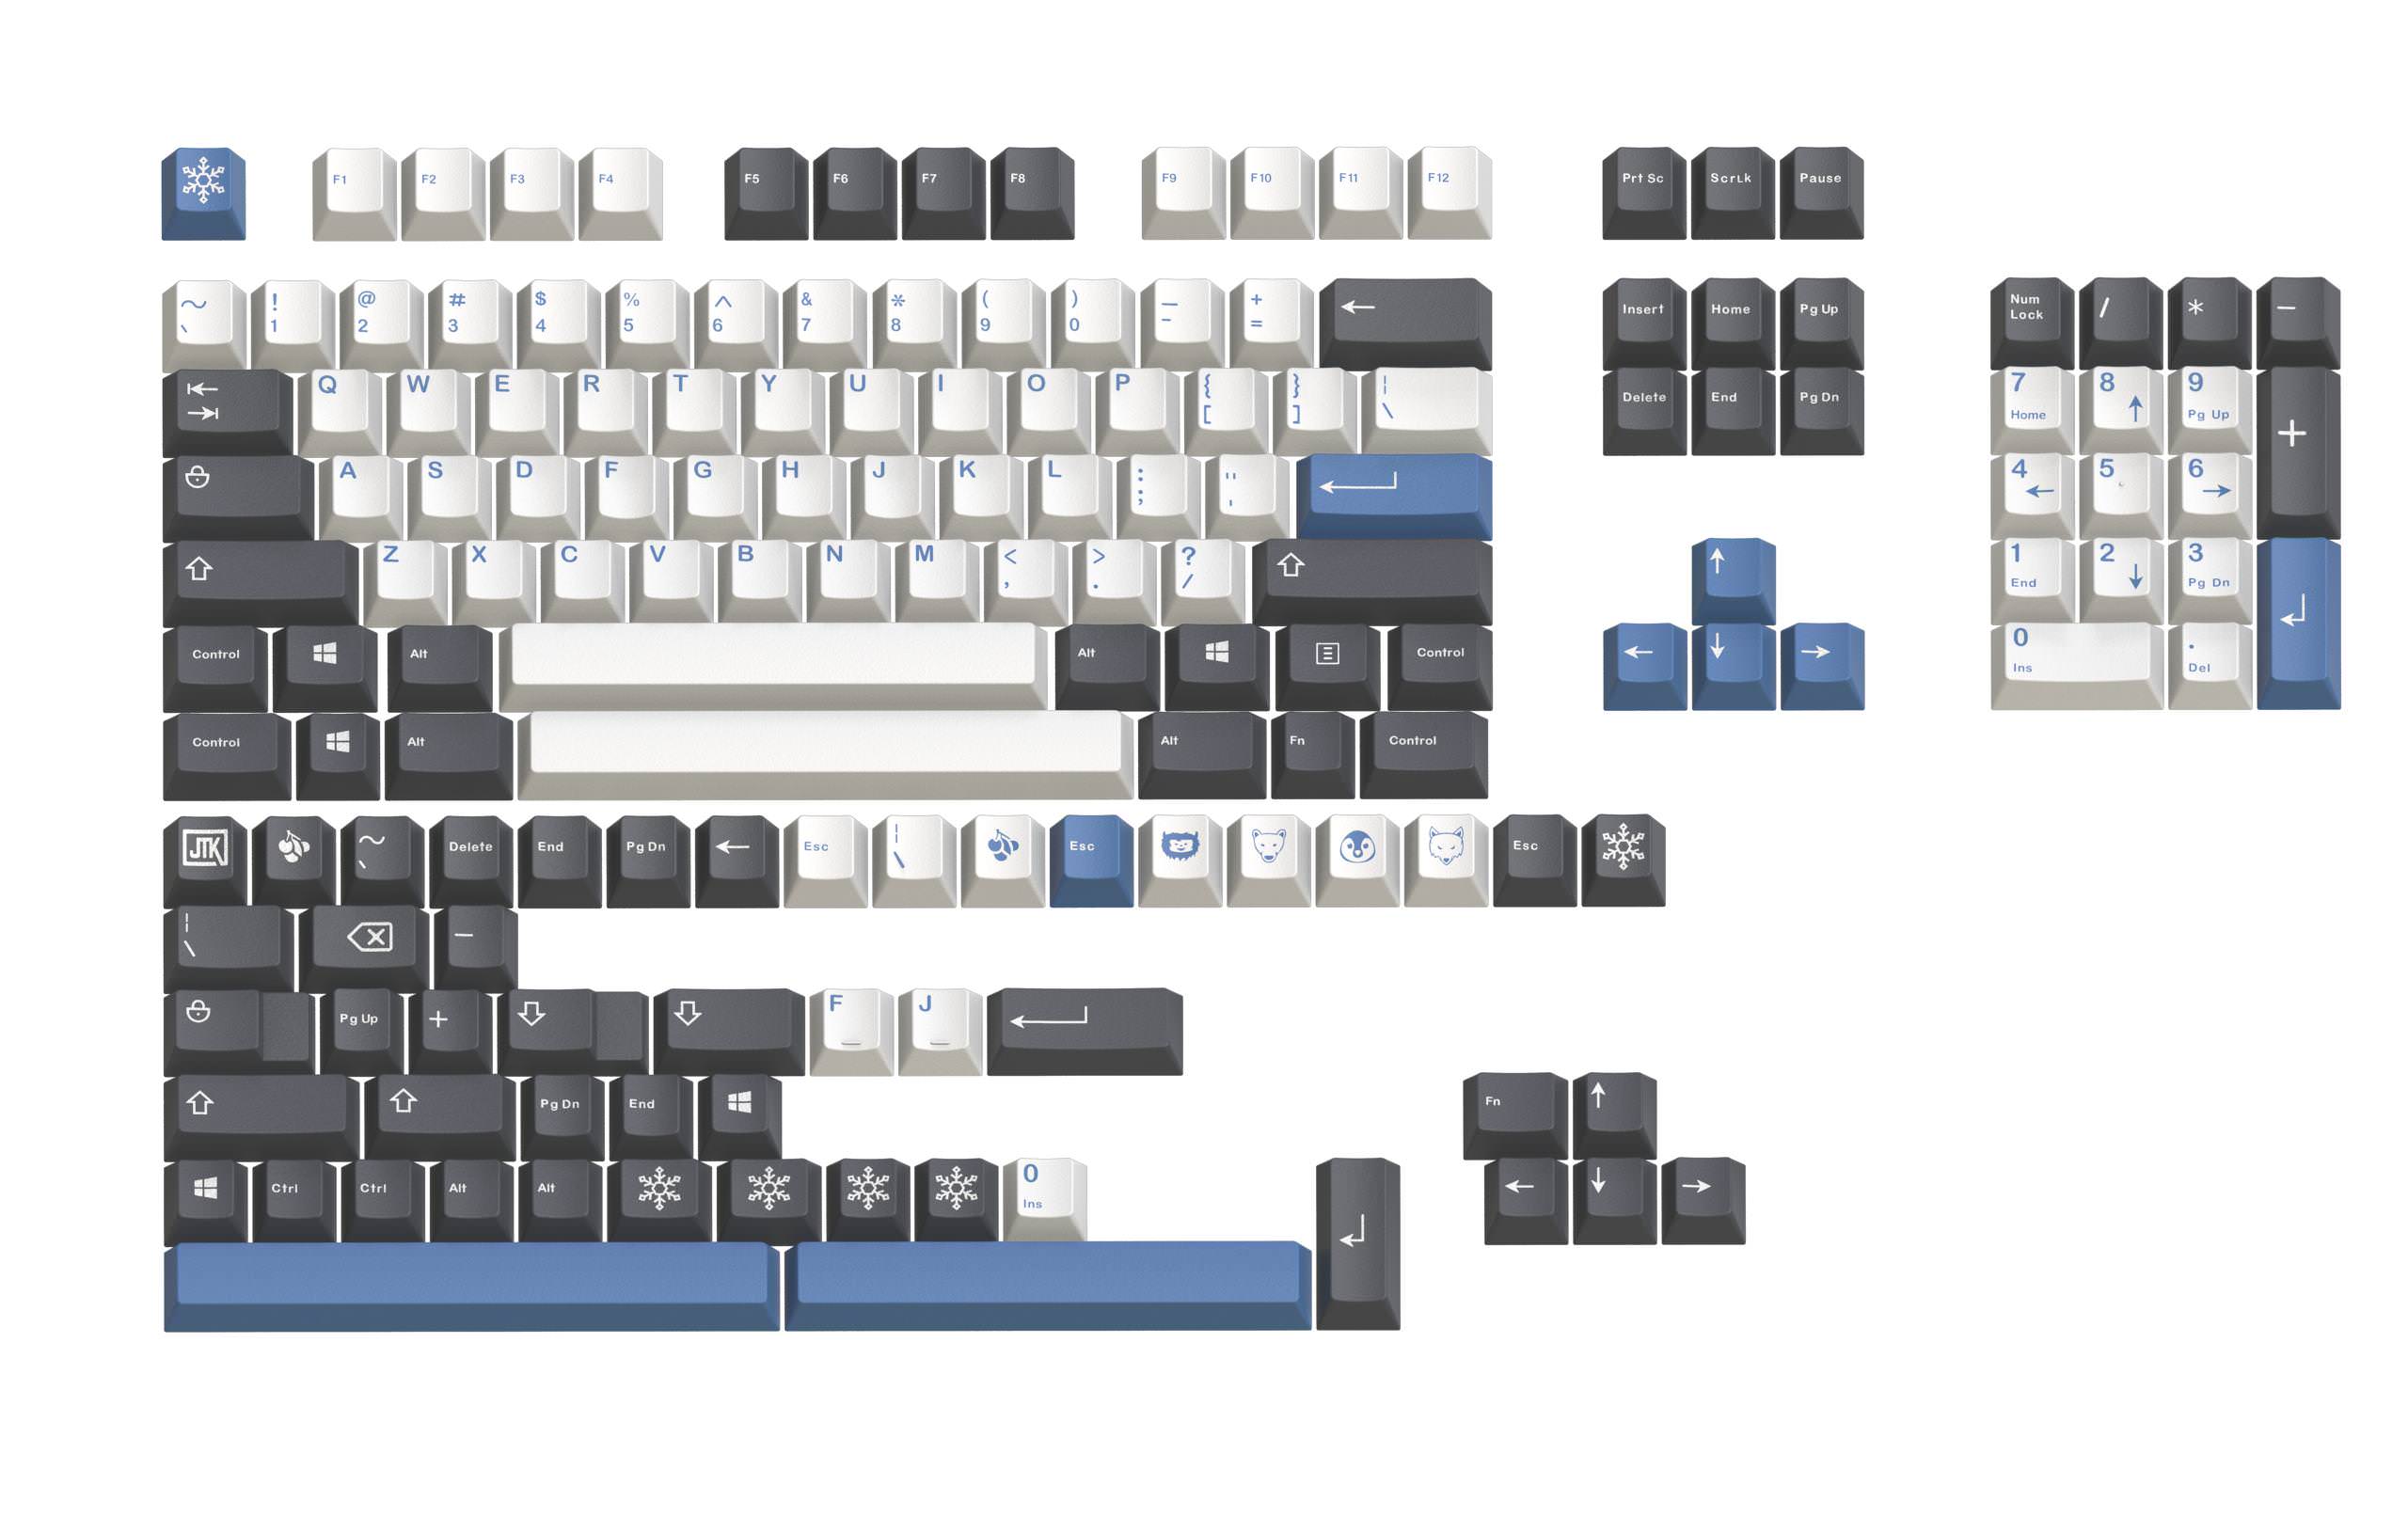 F1 F2 F3 F4 F5 F6 F7 F8 F9 F10 F11 F12 Prt Sc ScrLk Pause
~ ! @ # $ % ^ & * ( ) — +
` 1 2 3 4 5 6 7 8 9 0 - =
Insert Home Pg Up
Num
Lock
/ * −
Q W E R T Y U I O P { } |
[ ] \
Delete End Pg Dn
7 8 9
Home Pg Up
+
A S D F G H J K L : "
; '
4 5 6
Z X C V B N M < > ?
, . /
1 2 3
End Pg Dn
Control Alt Alt Control
0 .
Ins Del
Control Alt Alt Fn Control
JTK ~ Delete End Pg Dn Esc | Esc Esc
` \
|
\
−
Pg Up + F J
Pg Dn End Fn
Ctrl Ctrl Alt Alt 0
Ins